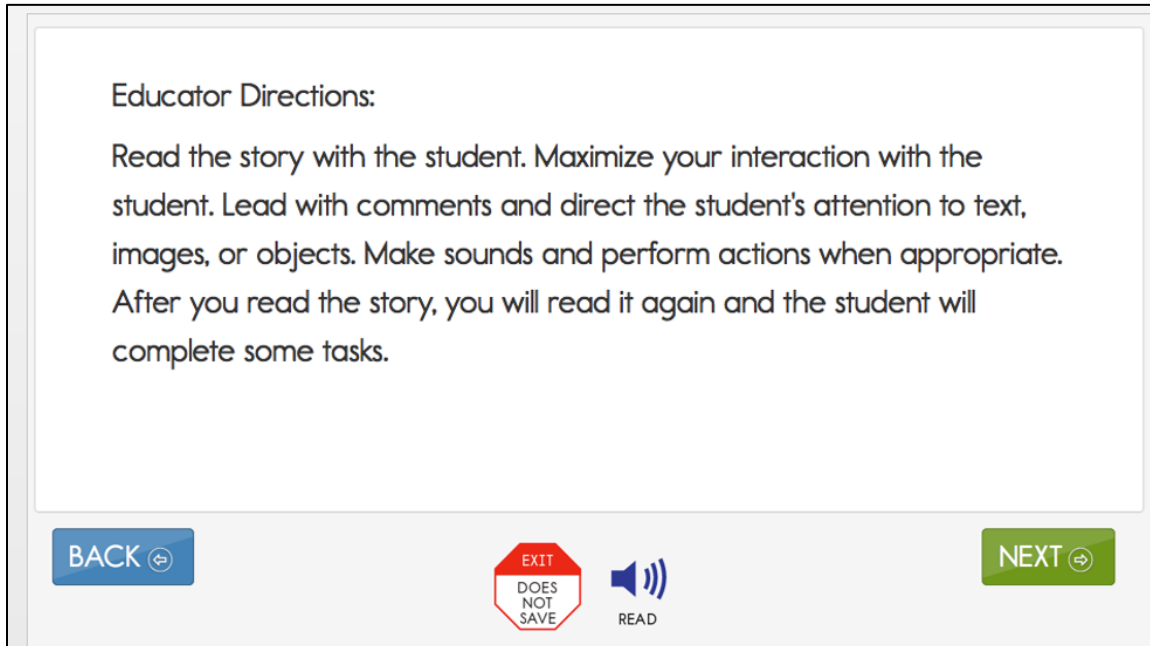 Educator Directions:
Read the story with the student. Maximize your interaction with the
student. Lead with comments and direct the student's attention to text,
images, or objects. Make sounds and perform actions when appropriate.
After you read the story, you will read it again and the student will
complete some tasks.
BACK
EXIT
DOES
NOT
SAVE
READ
NEXT